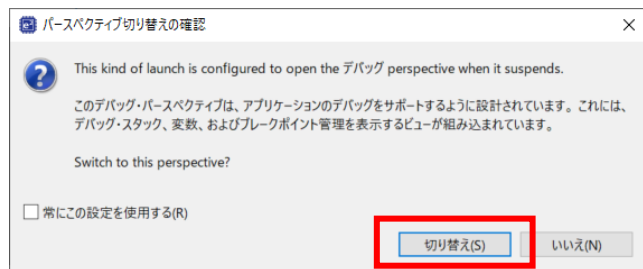 パースペクティブ切り替えの確認
This kind of launch is configured to open the デバッグ perspective when it suspends.
このデバッグ・パースペクティブは、アプリケーションのデバッグをサポートするように設計されています。これには、
デバッグ・スタック、変数、およびブレークポイント管理を表示するビューが組み込まれています。
Switch to this perspective?
常にこの設定を使用する(R)
切り替え(S) いいえ(N)